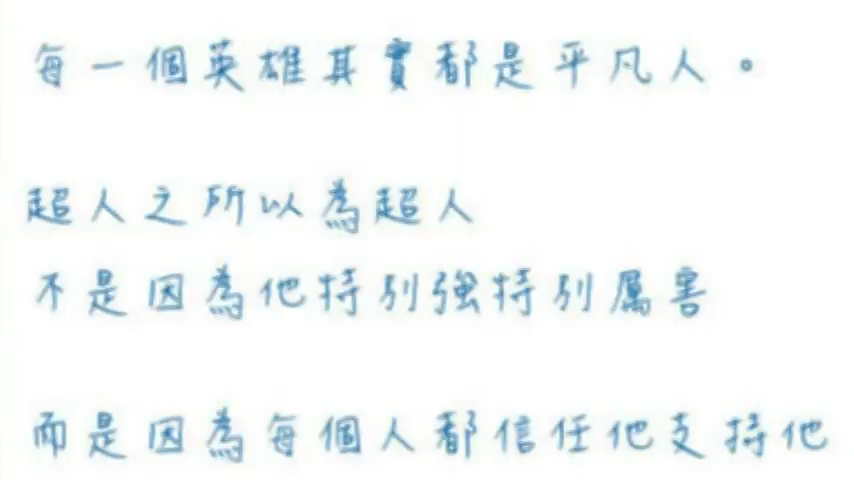 每一個英雄其實都是平凡人。
超人之所以為超人
不是因為他特別強特別厲害
而是因為每個人都信任他支持他